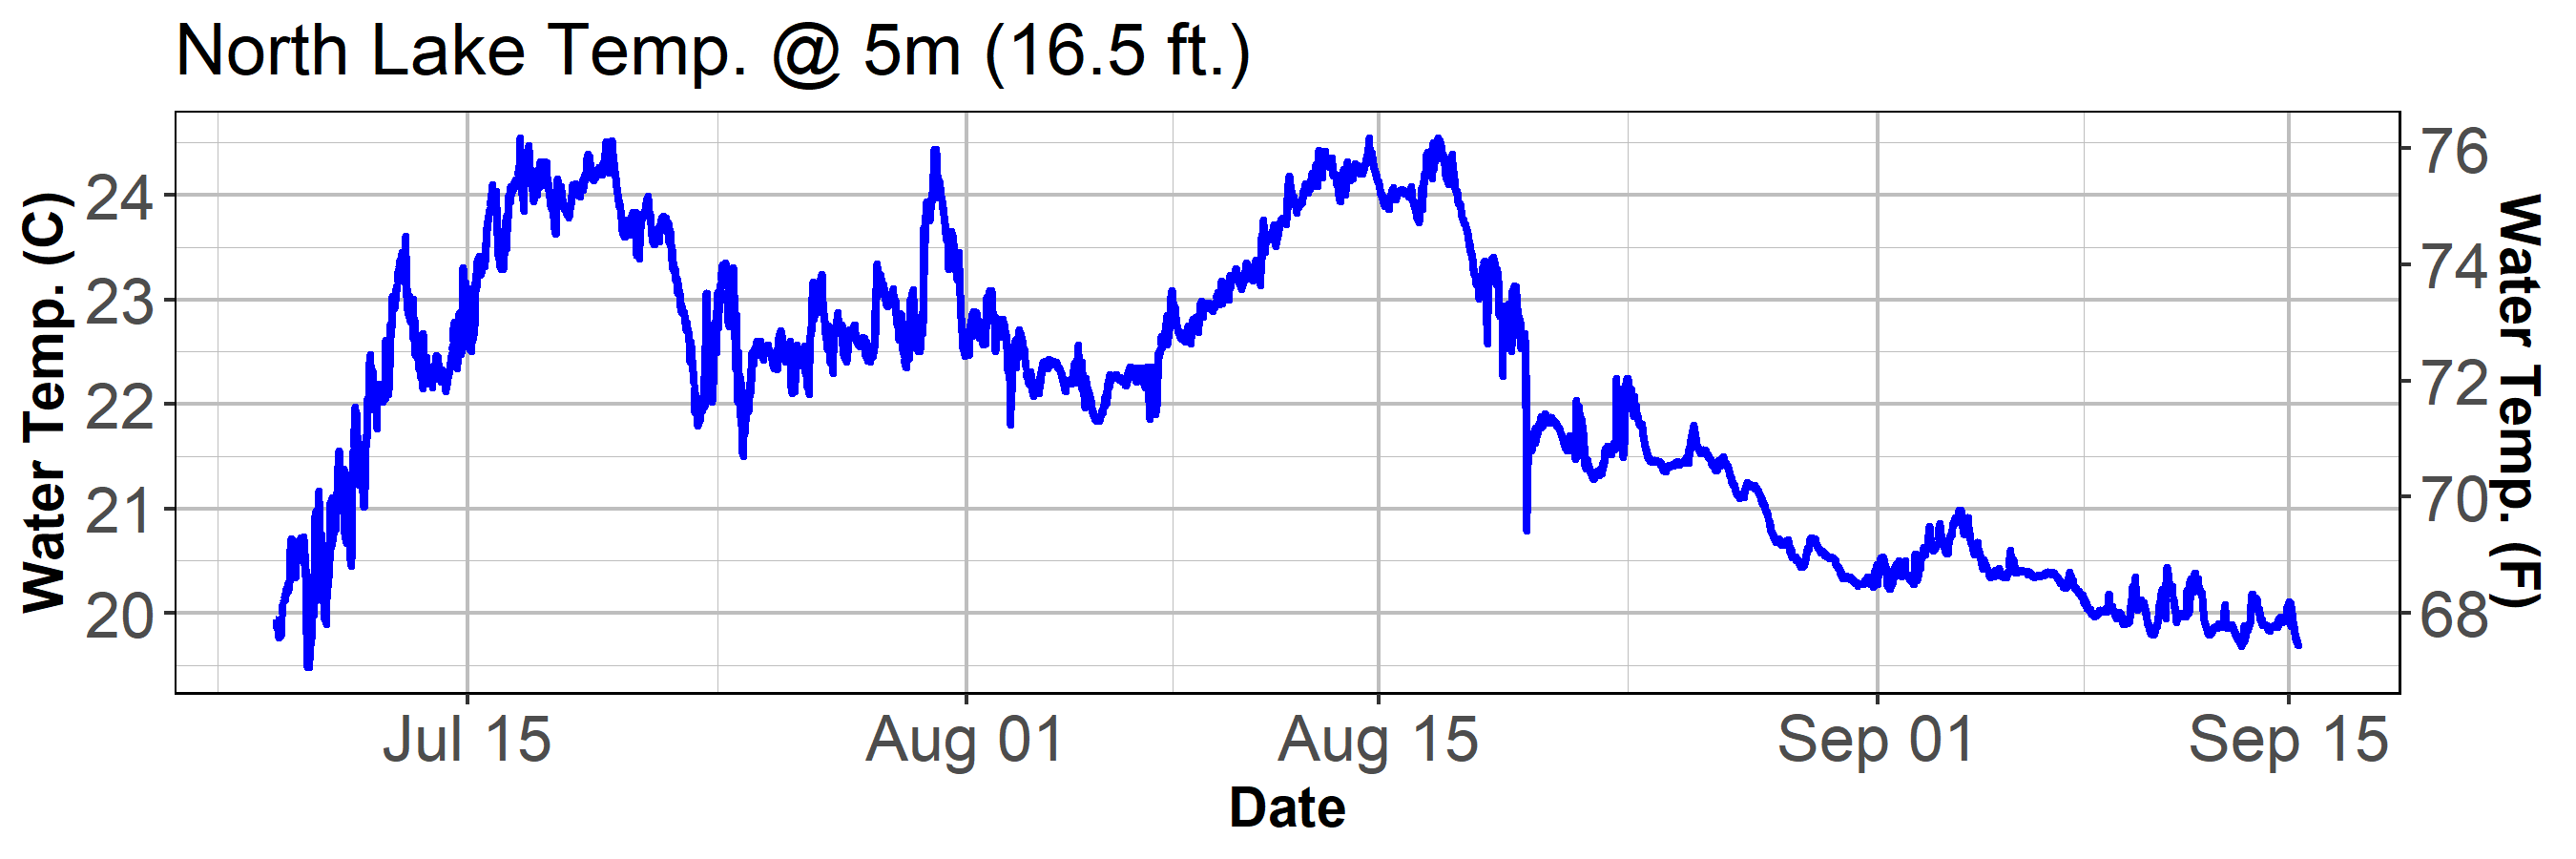 North Lake Temp. @ 5m (16.5 ft.)
Water Temp. (C)
24
23
22
21
20
76
74
72
70
68
Water Temp. (F)
Jul 15 Aug 01 Aug 15 Sep 01 Sep 15
Date